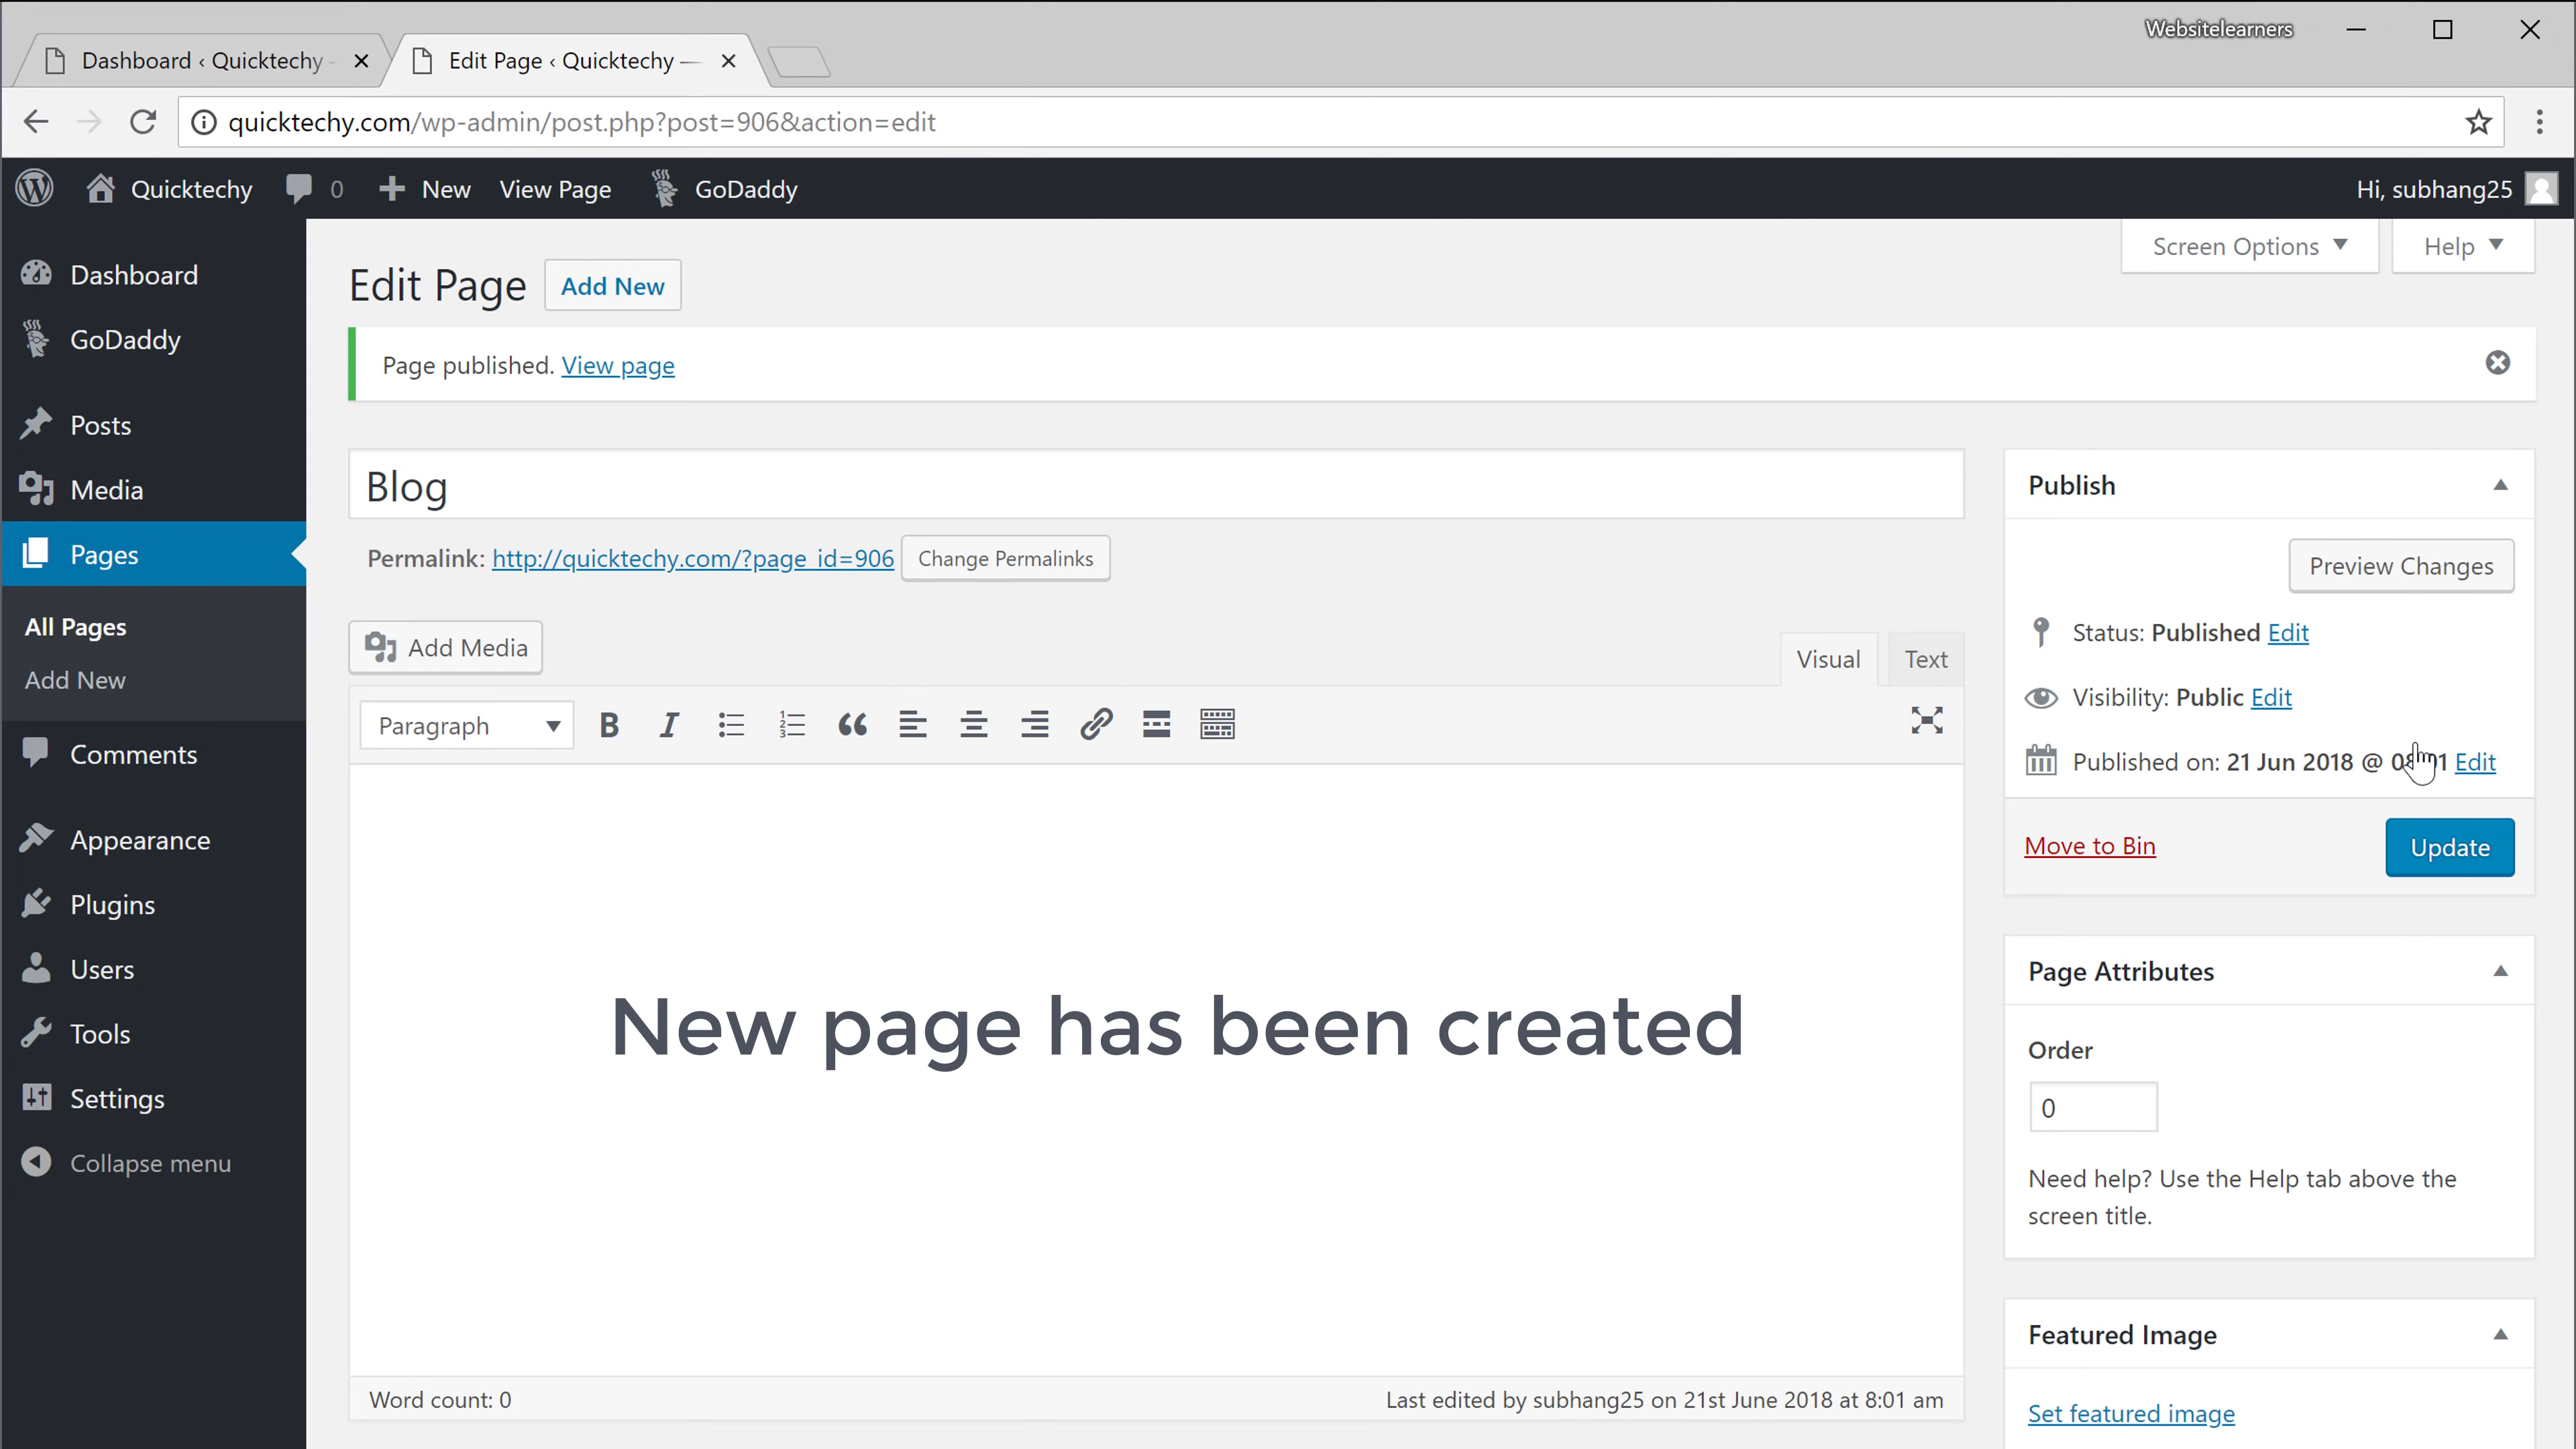 Websitelearners
Dashboard ‹ Quicktechy
Edit Page ‹ Quicktechy —
quicktechy.com/wp-admin/post.php?post=906&action=edit
Quicktechy 0 New View Page GoDaddy Hi, subhang25
Screen Options Help
Dashboard
GoDaddy
Posts
Media
Pages
All Pages
Add New
Comments
Appearance
Plugins
Users
Tools
Settings
Collapse menu
Edit Page Add New
Page published. View page
Blog
Permalink: http://quicktechy.com/?page_id=906 Change Permalinks
Add Media
Visual Text
Paragraph B I
New page has been created
Word count: 0 Last edited by subhang25 on 21st June 2018 at 8:01 am
Publish
Preview Changes
Status: Published Edit
Visibility: Public Edit
Published on: 21 Jun 2018 @ Edit
Move to Bin Update
Page Attributes
Order
0
Need help? Use the Help tab above the
screen title.
Featured Image
Set featured image